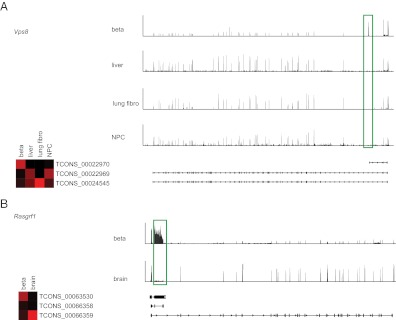 A
Vps8
beta
liver
lung fibro
NPC
beta
liver
lung fibro
NPC
TCONS_00022970
TCONS_00022969
TCONS_00024545
B
Rasgrf1
beta
brain
beta
brain
TCONS_00063530
TCONS_00066358
TCONS_00066359